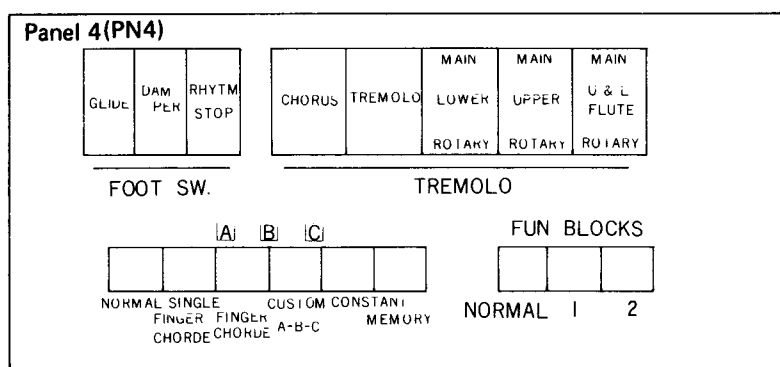 Panel 4(PN4)
GLIDE
DAM
PER
RHYTM
STOP
CHORUS
TREMOLO
MAIN
LOWER
ROTARY
MAIN
UPPER
ROTARY
MAIN
U & L
FLUTE
ROTARY
FOOT SW.
TREMOLO
A B C
NORMAL
SINGLE
FINGER
CHORDE
FINGER
CHORDE
CUSTOM
A-B-C
CONSTANT
MEMORY
FUN BLOCKS
NORMAL 1 2